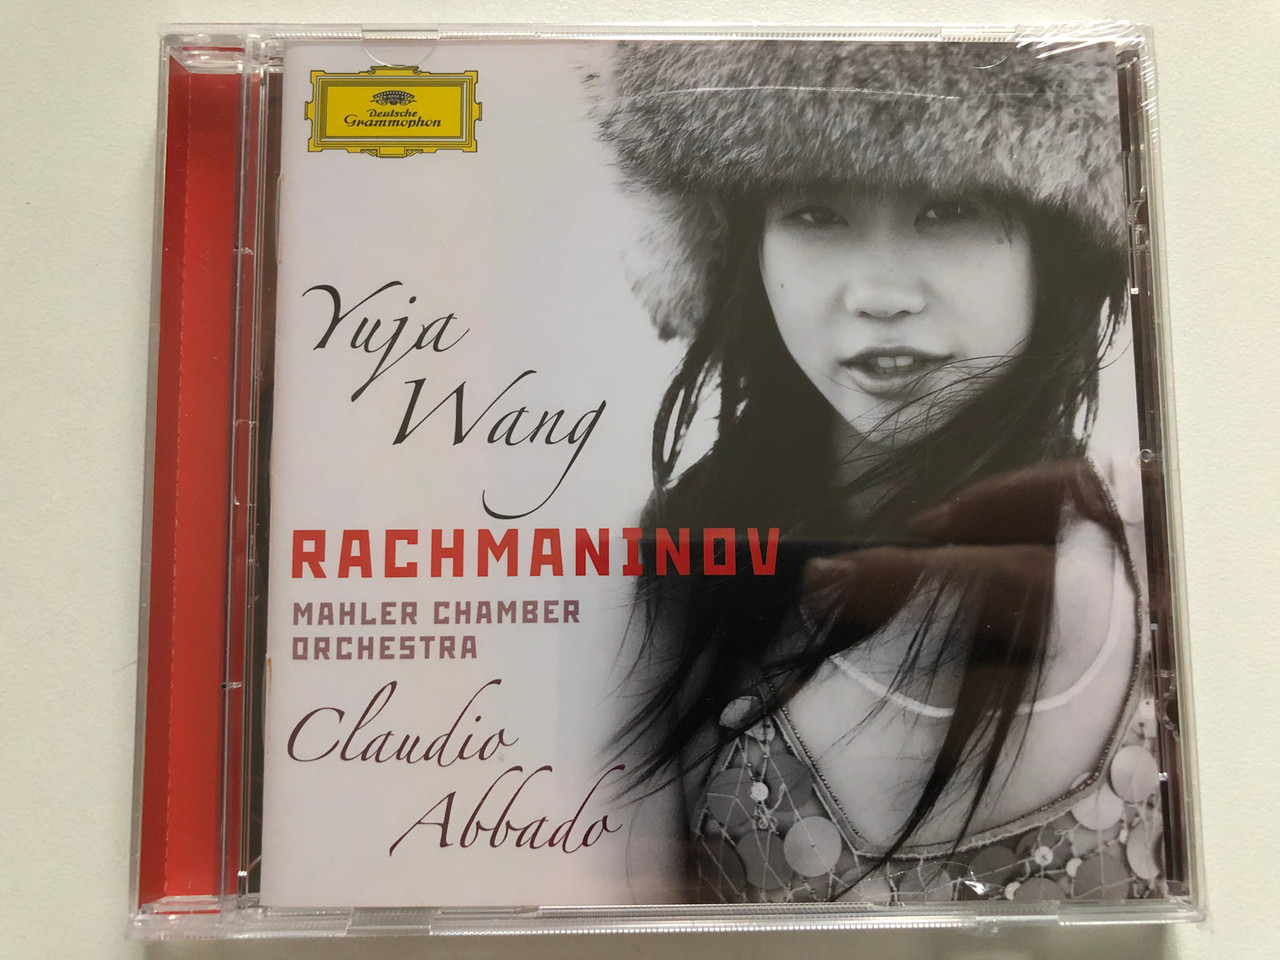 Deutsche
Grammophon
Yuja
Wang
RACHMANINOV
MAHLER CHAMBER
ORCHESTRA
Claudio
Abbado